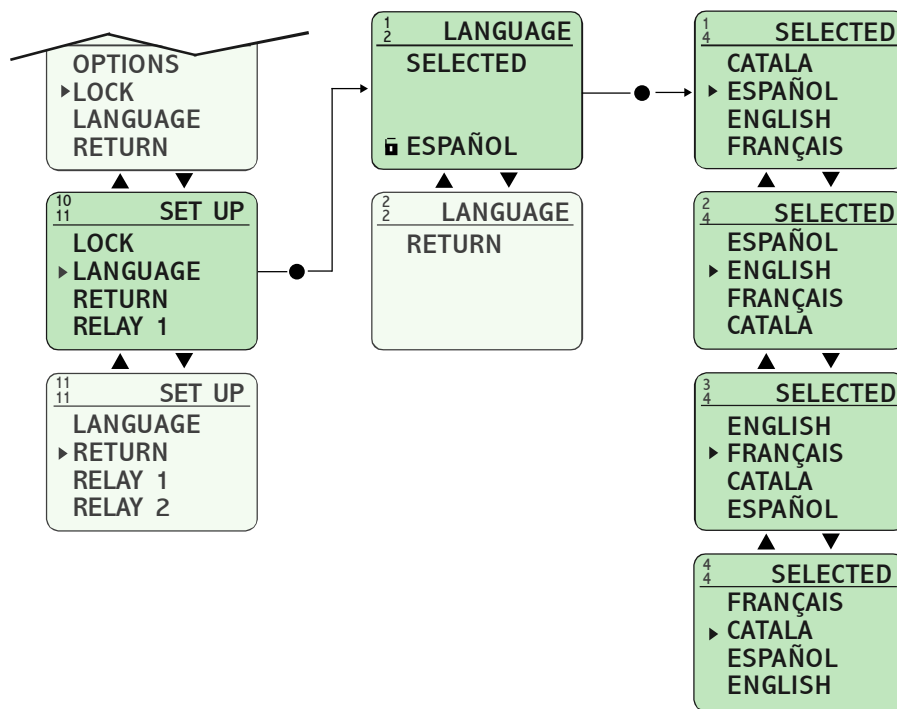 OPTIONS
LOCK
LANGUAGE
RETURN
10
11
SET UP
LOCK
LANGUAGE
RETURN
RELAY 1
11
11
SET UP
LANGUAGE
RETURN
RELAY 1
RELAY 2
1
2
LANGUAGE
SELECTED
ESPAÑOL
2
2
LANGUAGE
RETURN
1
4
SELECTED
CATALA
ESPAÑOL
ENGLISH
FRANÇAIS
2
4
SELECTED
ESPAÑOL
ENGLISH
FRANÇAIS
CATALA
3
4
SELECTED
ENGLISH
FRANÇAIS
CATALA
ESPAÑOL
4
4
SELECTED
FRANÇAIS
CATALA
ESPAÑOL
ENGLISH